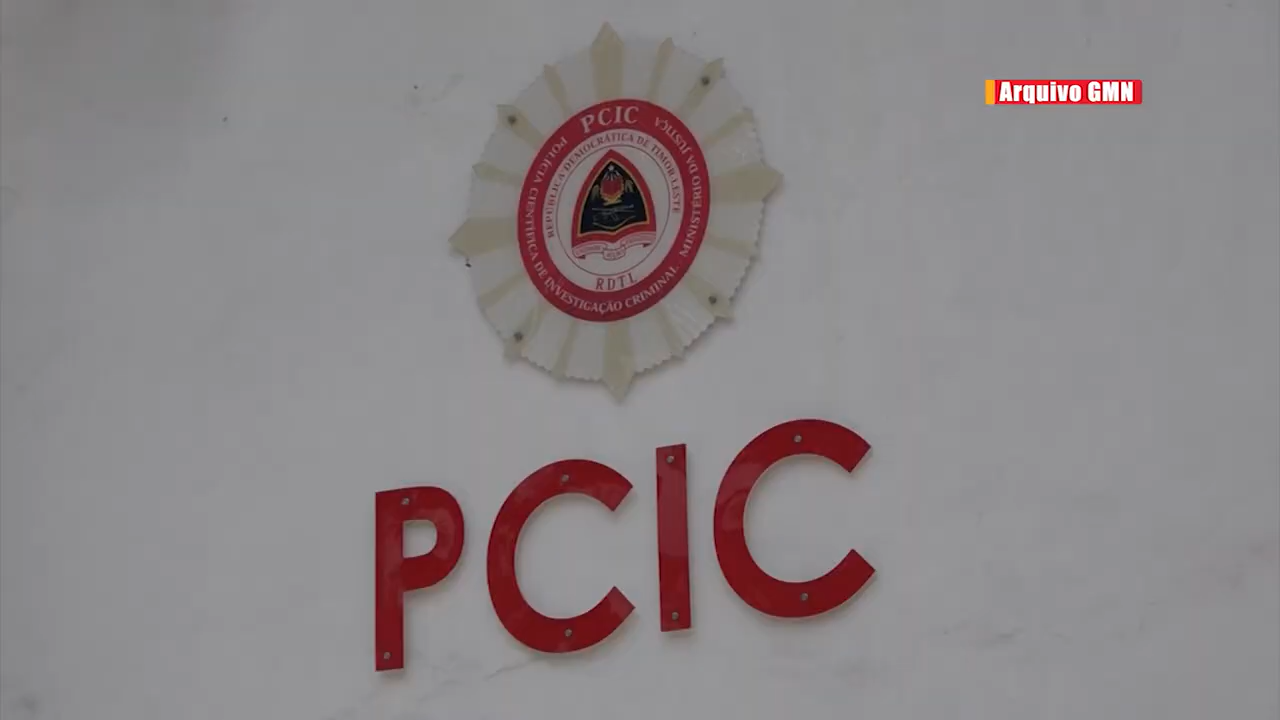 Arquivo GMN
PCIC
POLÍCIA CIENTÍFICA DE INVESTIGAÇÃO CRIMINAL
MINISTÉRIO DA JUSTIÇA
REPÚBLICA DEMOCRÁTICA DE TIMOR-LESTE
RDTL
PCIC